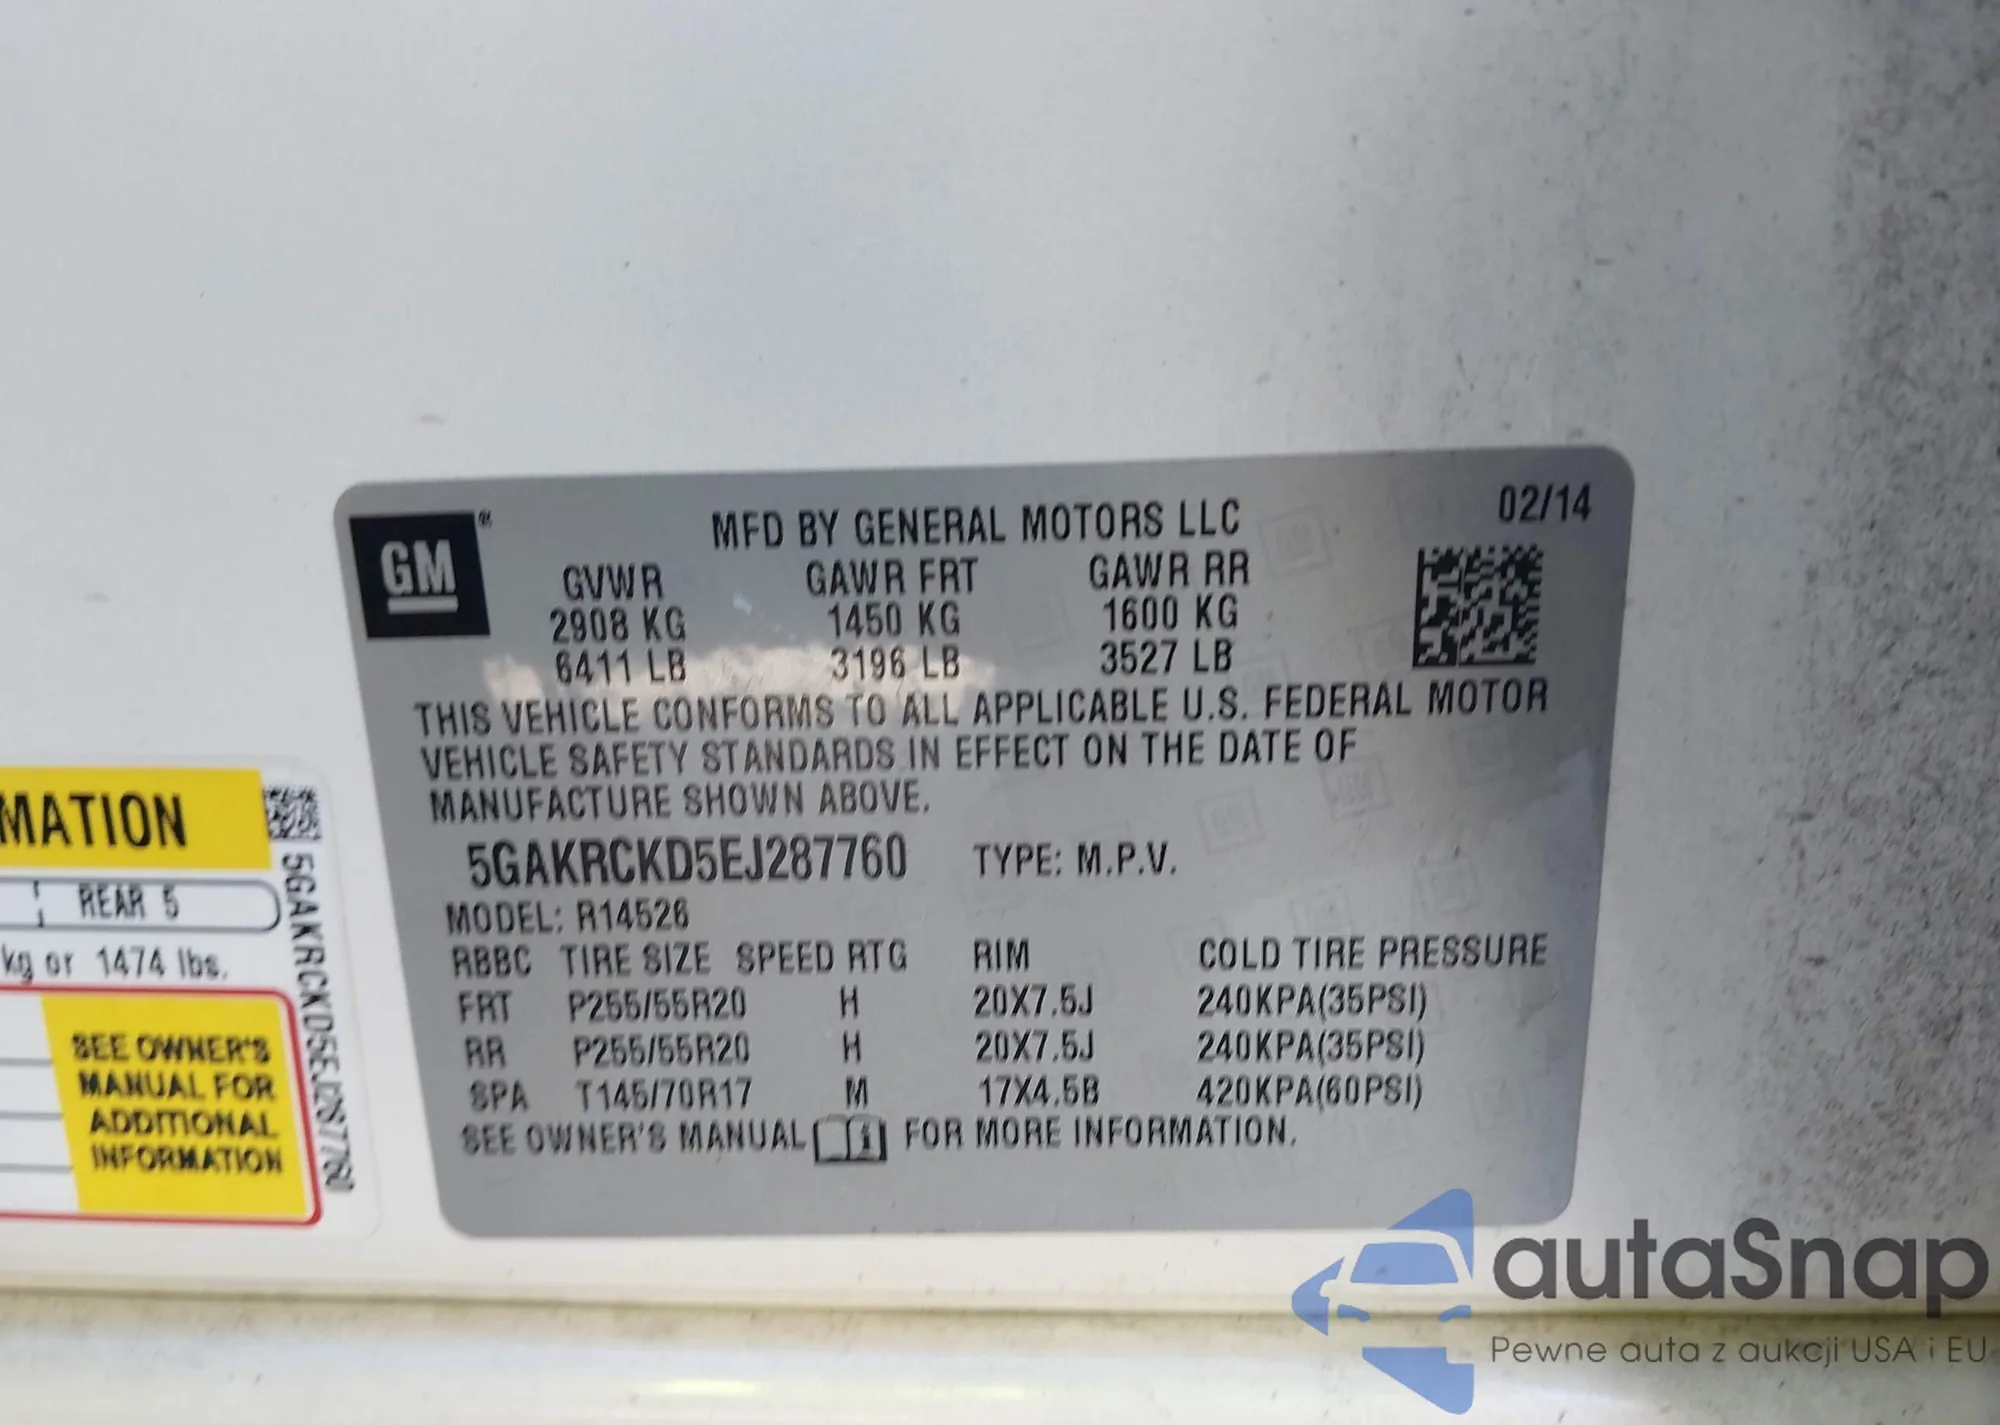 GM ®
MFD BY GENERAL MOTORS LLC
02/14
GVWR GAWR FRT GAWR RR
2908 KG 1450 KG 1600 KG
6411 LB 3196 LB 3527 LB
THIS VEHICLE CONFORMS TO ALL APPLICABLE U.S. FEDERAL MOTOR
VEHICLE SAFETY STANDARDS IN EFFECT ON THE DATE OF
MANUFACTURE SHOWN ABOVE.
5GAKRCKD5EJ287760 TYPE: M.P.V.
MODEL: R14526
RBBC TIRE SIZE SPEED RTG RIM COLD TIRE PRESSURE
FRT P255/55R20 H 20X7.5J 240KPA(35PSI)
RR P255/55R20 H 20X7.5J 240KPA(35PSI)
SPA T145/70R17 M 17X4.5B 420KPA(60PSI)
SEE OWNER'S MANUAL FOR MORE INFORMATION.
MATION
REAR 5
kg or 1474 lbs.
SEE OWNER'S
MANUAL FOR
ADDITIONAL
INFORMATION
5GAKRCKD5EJ287760
autaSnap
Pewne auta z aukcji USA i EU